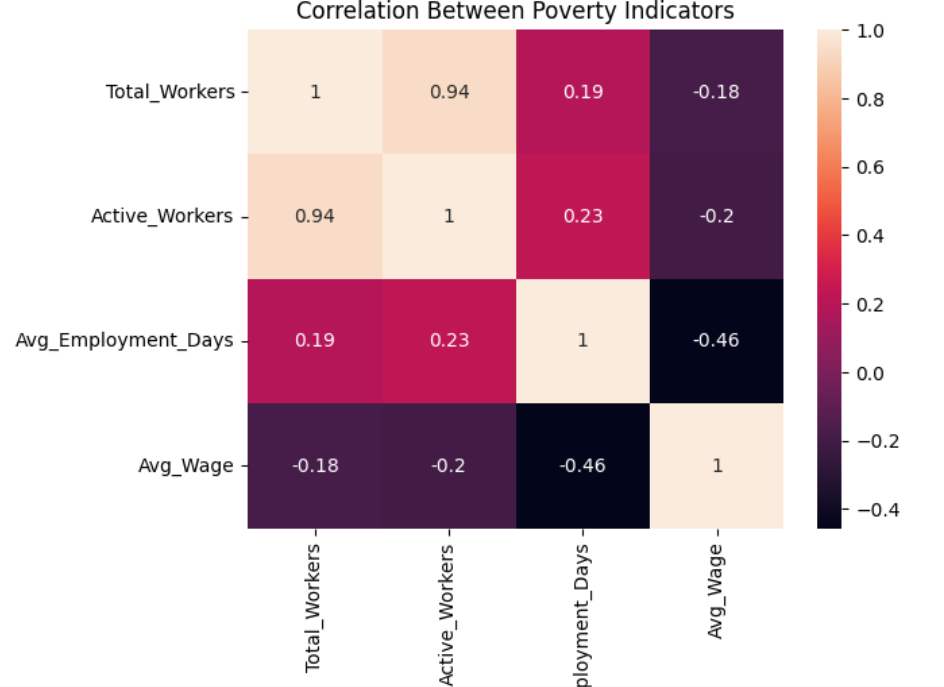 Correlation Between Poverty Indicators
Total_Workers 1 0.94 0.19 -0.18
Active_Workers 0.94 1 0.23 -0.2
Avg_Employment_Days 0.19 0.23 1 -0.46
Avg_Wage -0.18 -0.2 -0.46 1
Total_Workers
Active_Workers
ployment_Days
Avg_Wage
1.0
0.8
0.6
0.4
0.2
0.0
−0.2
−0.4